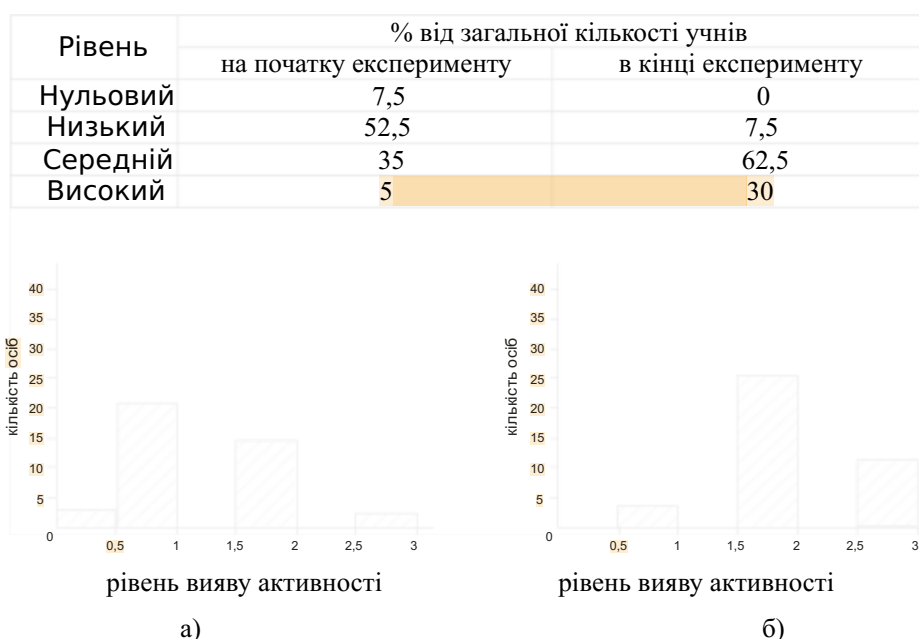 Рівень
% від загальної кількості учнів
на початку експерименту в кінці експерименту
Нульовий 7,5 0
Низький 52,5 7,5
Середній 35 62,5
Високий 5 30
кількість осіб
40
35
30
25
20
15
10
5
0
0,5 1 1,5 2 2,5 3
рівень вияву активності
а)
кількість осіб
40
35
30
25
20
15
10
5
0
0,5 1 1,5 2 2,5 3
рівень вияву активності
б)